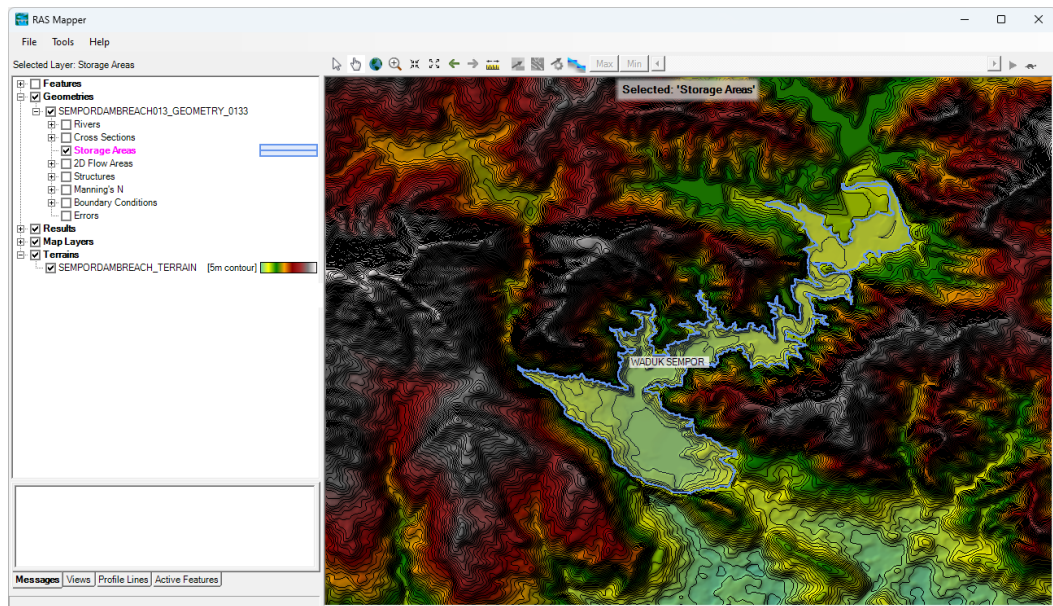 RAS Mapper
File Tools Help
Selected Layer: Storage Areas
Max Min
Features
Geometries
SEMPORDAMBREACH013_GEOMETRY_0133
Rivers
Cross Sections
Storage Areas
2D Flow Areas
Structures
Manning's N
Boundary Conditions
Errors
Results
Map Layers
Terrains
SEMPORDAMBREACH_TERRAIN [5m contour]
Selected: 'Storage Areas'
WADUK SEMPOR
Messages Views Profile Lines Active Features